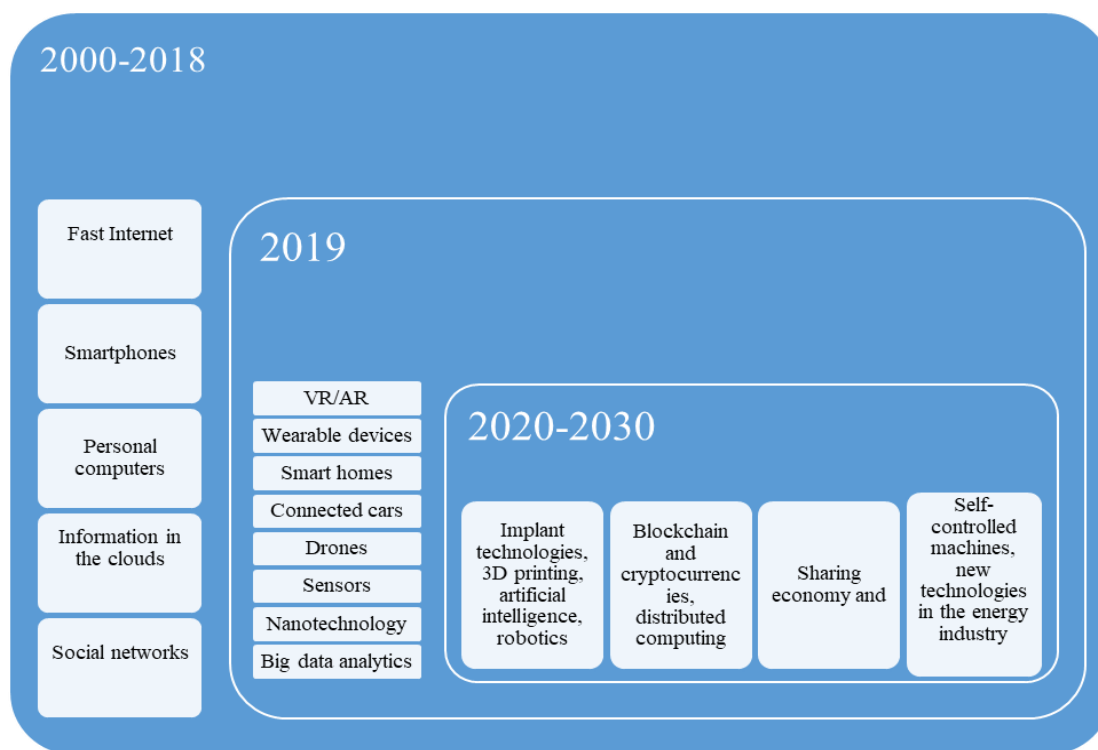 2000-2018
Fast Internet
Smartphones
Personal
computers
Information in
the clouds
Social networks
2019
VR/AR
Wearable devices
Smart homes
Connected cars
Drones
Sensors
Nanotechnology
Big data analytics
2020-2030
Implant
technologies,
3D printing,
artificial
intelligence,
robotics
Blockchain
and
cryptocurrenc
ies,
distributed
computing
Sharing
economy and
Self-
controlled
machines,
new
technologies
in the energy
industry